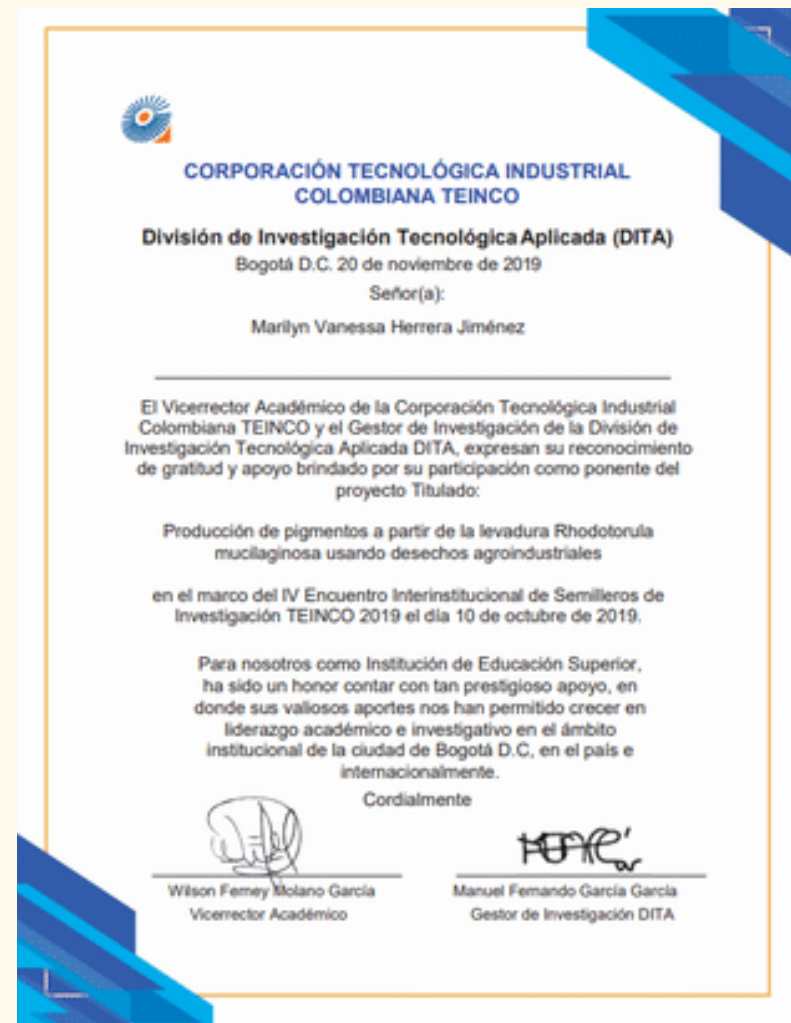 CORPORACIÓN TECNOLÓGICA INDUSTRIAL
COLOMBIANA TEINCO
División de Investigación Tecnológica Aplicada (DITA)
Bogotá D.C. 20 de noviembre de 2019
Señor(a):
Marilyn Vanessa Herrera Jiménez
El Vicerrector Académico de la Corporación Tecnológica Industrial
Colombiana TEINCO y el Gestor de Investigación de la División de
Investigación Tecnológica Aplicada DITA, expresan su reconocimiento
de gratitud y apoyo brindado por su participación como ponente del
proyecto Titulado:
Producción de pigmentos a partir de la levadura Rhodotorula
mucilaginosa usando desechos agroindustriales
en el marco del IV Encuentro Interinstitucional de Semilleros de
Investigación TEINCO 2019 el día 10 de octubre de 2019.
Para nosotros como Institución de Educación Superior,
ha sido un honor contar con tan prestigioso apoyo, en
donde sus valiosos aportes nos han permitido crecer en
liderazgo académico e investigativo en el ámbito
institucional de la ciudad de Bogotá D.C, en el país e
internacionalmente.
Cordialmente
Wilson Ferney Molano García
Vicerrector Académico
Manuel Fernando García García
Gestor de Investigación DITA